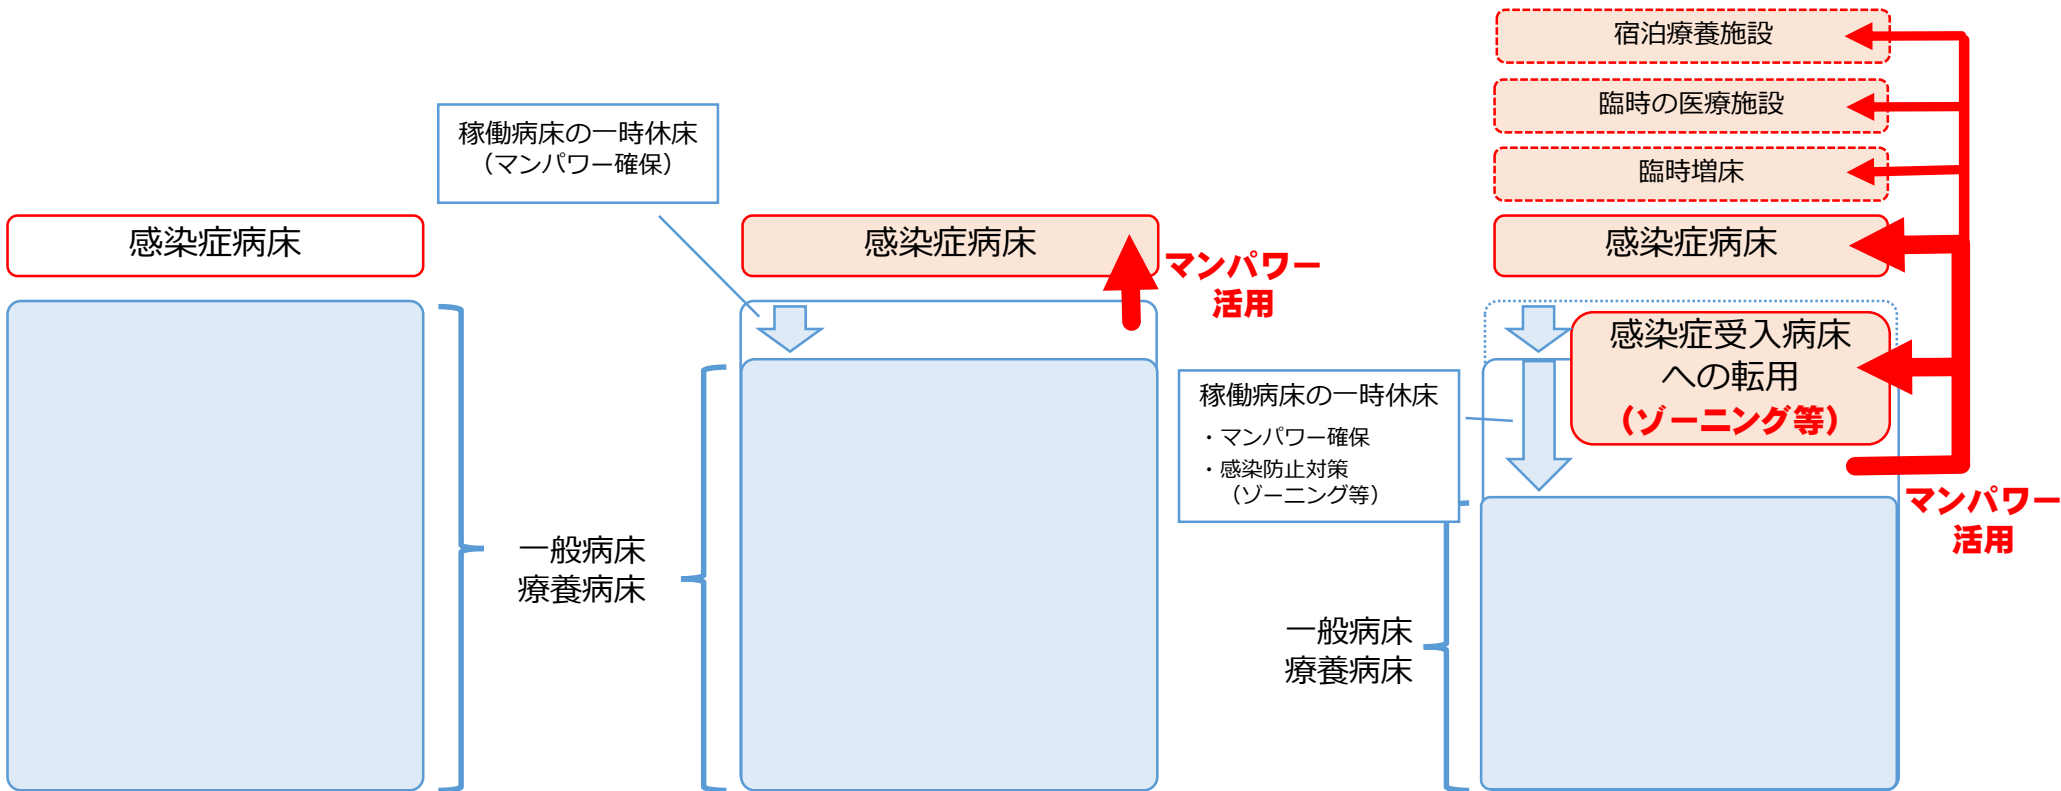 感染症病床
稼働病床の一時休床
（マンパワー確保）
一般病床
療養病床
感染症病床
マンパワー
活用
宿泊療養施設
臨時の医療施設
臨時増床
感染症病床
感染症受入病床
への転用
（ゾーニング等）
稼働病床の一時休床
・マンパワー確保
・感染防止対策
（ゾーニング等）
マンパワー
活用
一般病床
療養病床